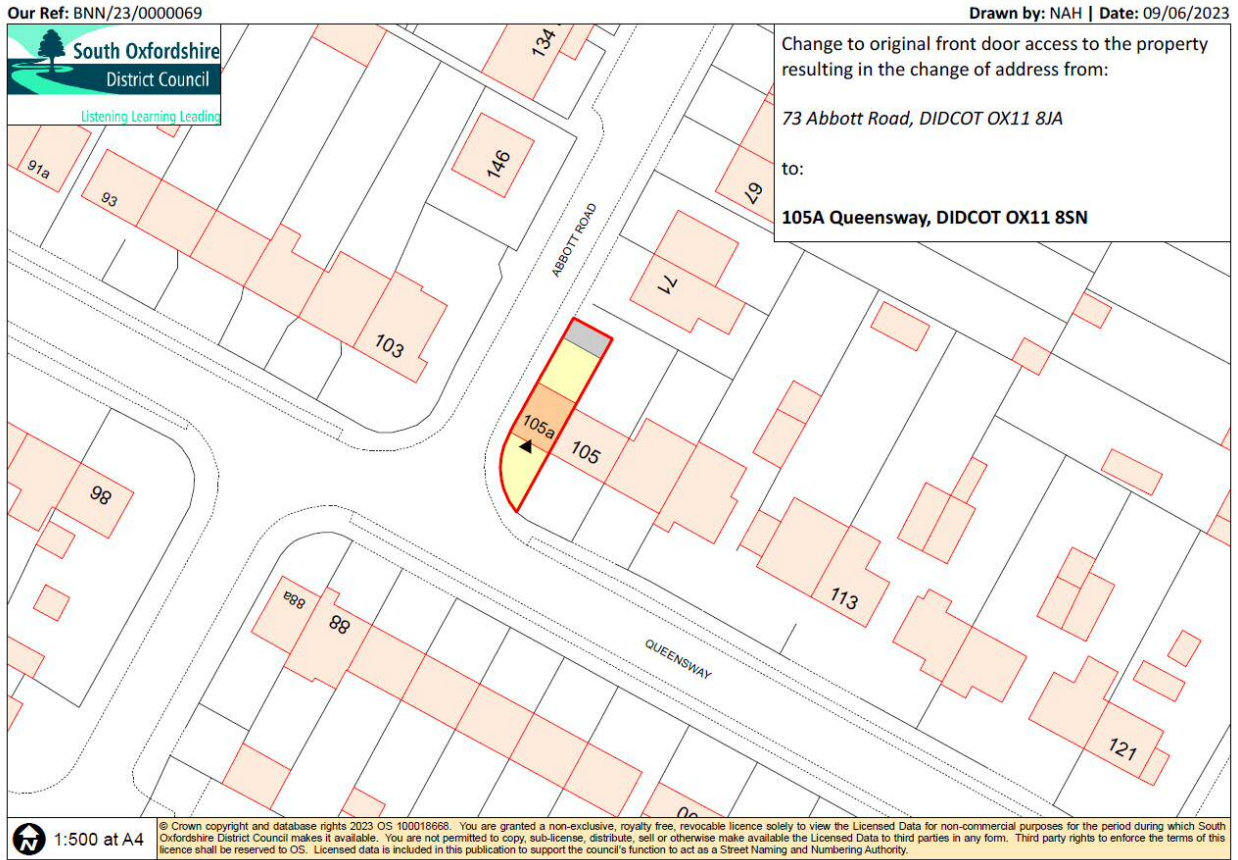 Our Ref: BNN/23/0000069
Drawn by: NAH | Date: 09/06/2023
South Oxfordshire
District Council
Listening Learning Leading
Change to original front door access to the property
resulting in the change of address from:
73 Abbott Road, DIDCOT OX11 8JA
to:
105A Queensway, DIDCOT OX11 8SN
134
146
91a
93
67
ABBOTT ROAD
71
103
105a
105
98
113
88a
88
QUEENSWAY
121
N
1:500 at A4
© Crown copyright and database rights 2023 OS 100018668. You are granted a non-exclusive, royalty free, revocable licence solely to view the Licensed Data for non-commercial purposes for the period during which South
Oxfordshire District Council makes it available. You are not permitted to copy, sub-license, distribute, sell or otherwise make available the Licensed Data to third parties in any form. Third party rights to enforce the terms of this
licence shall be reserved to OS. Licensed data is included in this publication to support the council's function to act as a Street Naming and Numbering Authority.